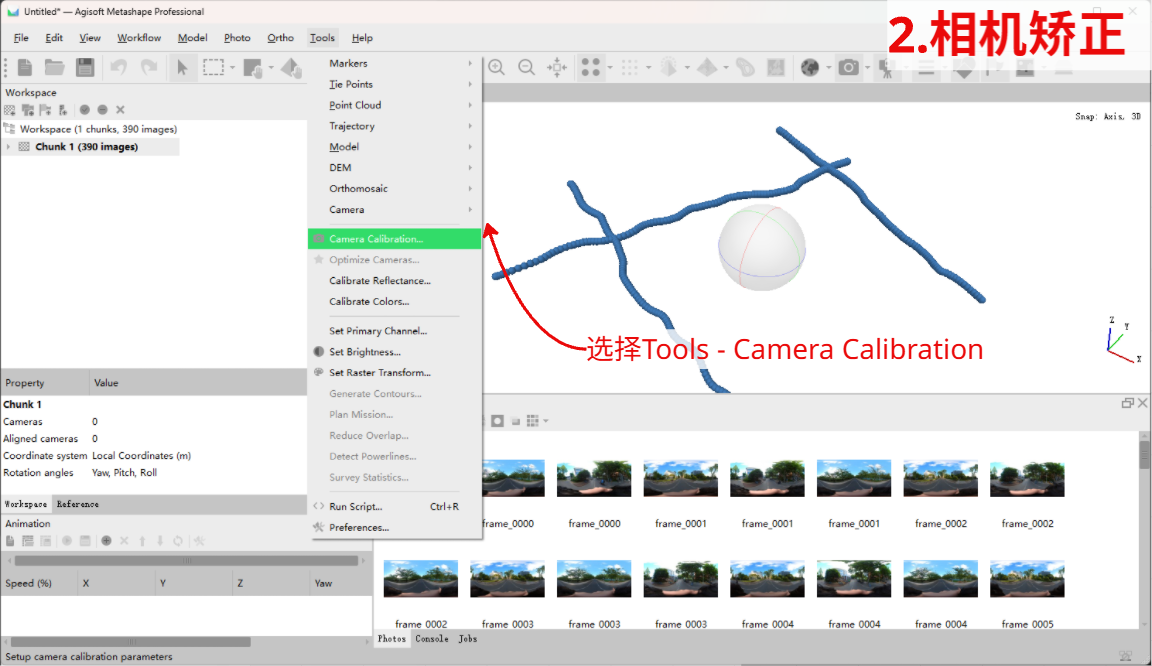 Untitled* — Agisoft Metashape Professional
2.相机矫正
File Edit View Workflow Model Photo Ortho Tools Help
Workspace
Workspace (1 chunks, 390 images)
Chunk 1 (390 images)
Markers
Tie Points
Point Cloud
Trajectory
Model
DEM
Orthomosaic
Camera
Camera Calibration...
Optimize Cameras...
Calibrate Reflectance...
Calibrate Colors...
Set Primary Channel...
Set Brightness...
Set Raster Transform...
Generate Contours...
Plan Mission...
Reduce Overlap...
Detect Powerlines...
Survey Statistics...
Run Script... Ctrl+R
Preferences...
Snap: Axis, 3D
选择Tools - Camera Calibration
Z
Y
X
Property Value
Chunk 1
Cameras 0
Aligned cameras 0
Coordinate system Local Coordinates (m)
Rotation angles Yaw, Pitch, Roll
Workspace Reference
Animation
Speed (%) X Y Z Yaw
frame_0000 frame_0000 frame_0001 frame_0001 frame_0001 frame_0002 frame_0002
frame_0002 frame_0003 frame_0003 frame_0003 frame_0004 frame_0004 frame_0004 frame_0005
Photos Console Jobs
Setup camera calibration parameters